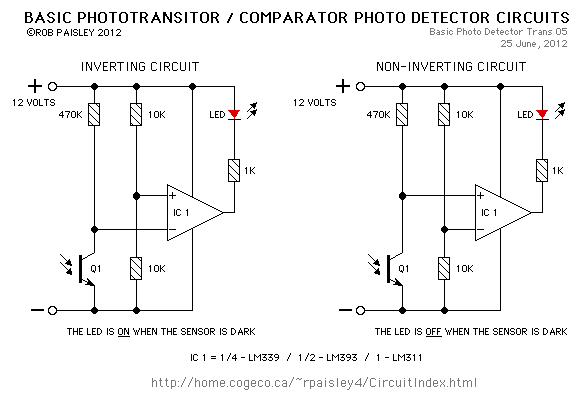 BASIC PHOTOTRANSITOR / COMPARATOR PHOTO DETECTOR CIRCUITS
©ROB PAISLEY 2012
Basic Photo Detector Trans 05
25 June, 2012
INVERTING CIRCUIT
NON-INVERTING CIRCUIT
+
12 VOLTS
470K
10K
LED
1K
+
IC 1
−
Q1
10K
−
THE LED IS ON WHEN THE SENSOR IS DARK
+
12 VOLTS
470K
10K
LED
1K
+
IC 1
−
Q1
10K
−
THE LED IS OFF WHEN THE SENSOR IS DARK
IC 1 = 1/4 - LM339 / 1/2 - LM393 / 1 - LM311
http://home.cogeco.ca/~rpaisley4/CircuitIndex.html